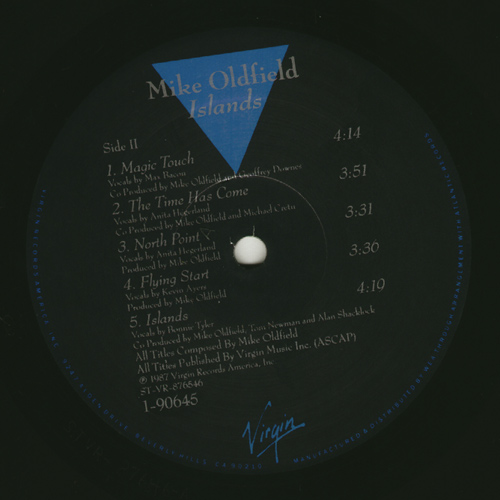 Mike Oldfield
Islands
Side II
1. Magic Touch 4:14
Vocals by Max Bacon
Co Produced by Mike Oldfield and Geoffrey Downes
2. The Time Has Come 3:51
Vocals by Anita Hegerland
Co Produced by Mike Oldfield and Michael Cretu
3. North Point 3:31
Vocals by Anita Hegerland
Produced by Mike Oldfield
4. Flying Start 3:36
Vocals by Kevin Ayers
Produced by Mike Oldfield
5. Islands 4:19
Vocals by Bonnie Tyler
Co Produced by Mike Oldfield, Tom Newman and Alan Shacklock
All Titles Composed By Mike Oldfield
All Titles Published By Virgin Music Inc. (ASCAP)
℗ 1987 Virgin Records America, Inc
ST-VR-876546
1-90645
Virgin
MANUFACTURED & DISTRIBUTED BY